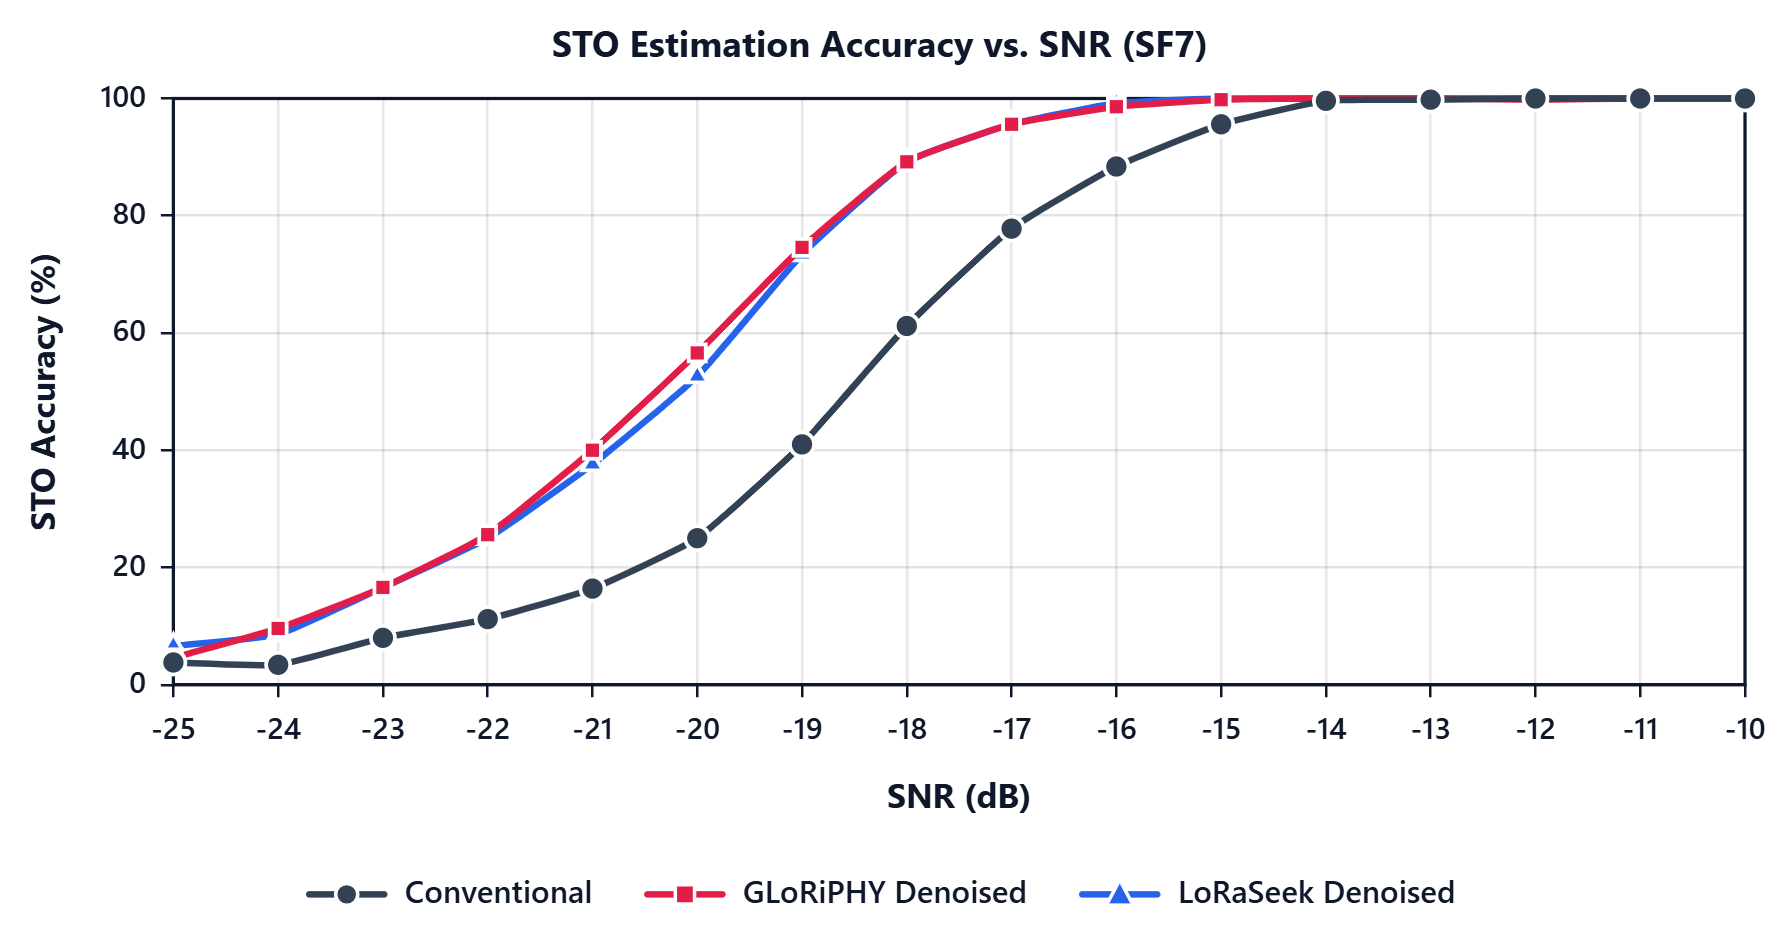 STO Estimation Accuracy vs. SNR (SF7)
STO Accuracy (%)
100
80
60
40
20
0
-25 -24 -23 -22 -21 -20 -19 -18 -17 -16 -15 -14 -13 -12 -11 -10
SNR (dB)
Conventional GLoRiPHY Denoised LoRaSeek Denoised